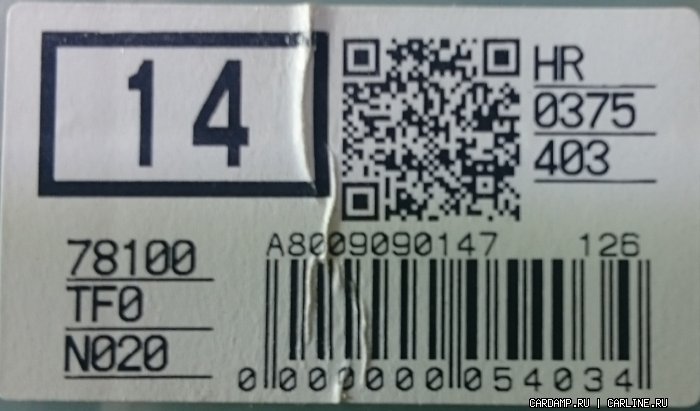 14
HR
0375
403
78100
TF0
N020
A8009090147 126
0000000054034
CARDAMP.RU | CARLINE.RU